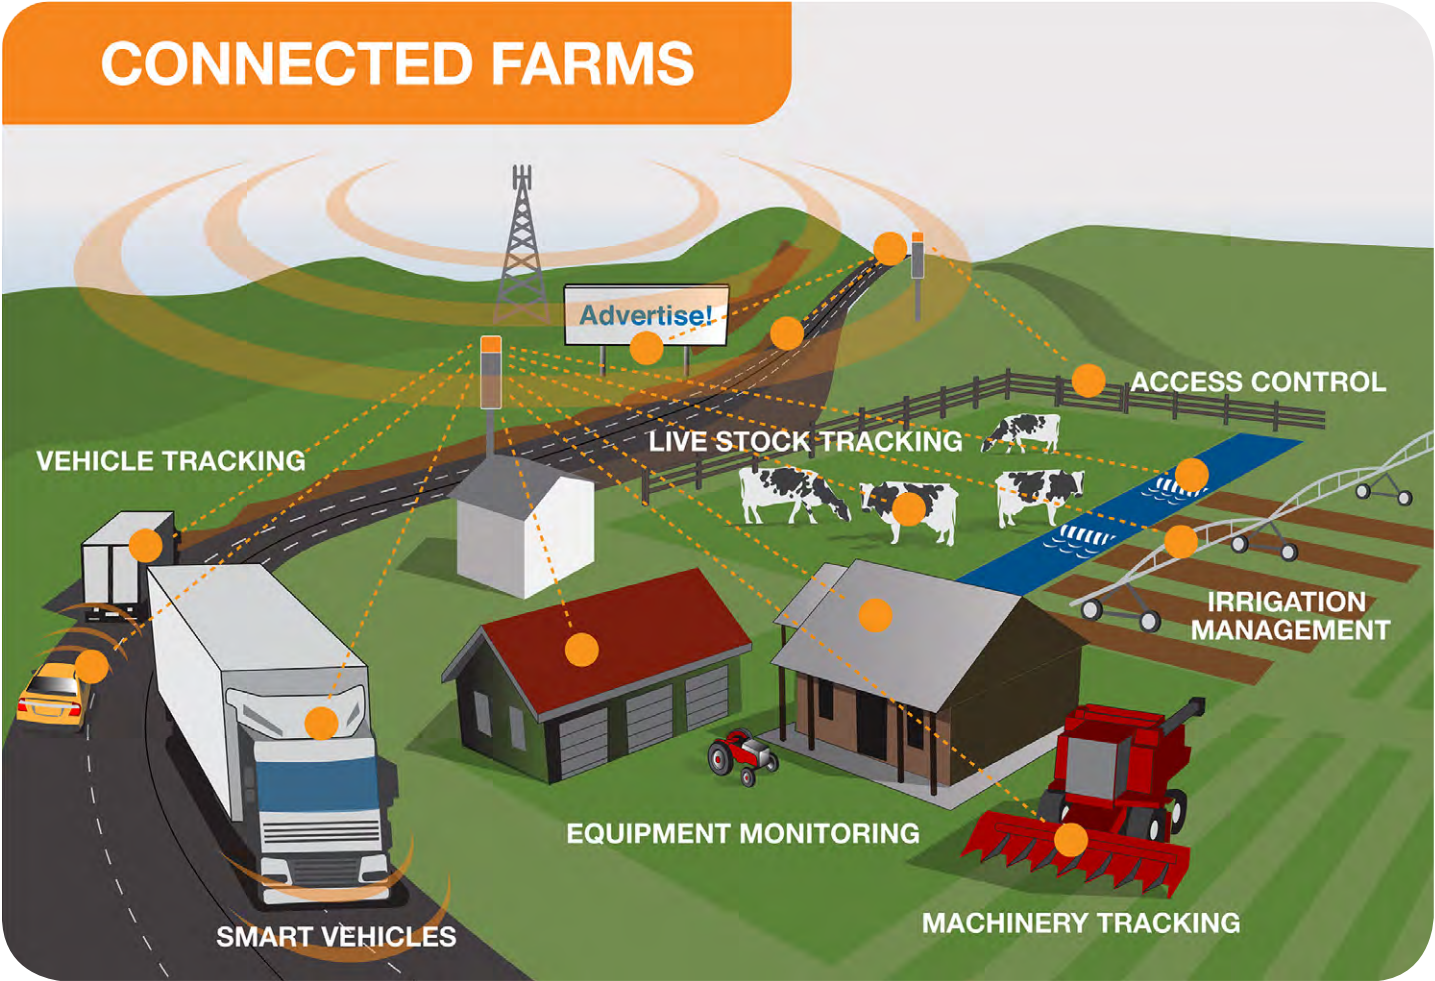 CONNECTED FARMS
Advertise!
ACCESS CONTROL
LIVE STOCK TRACKING
VEHICLE TRACKING
IRRIGATION
MANAGEMENT
EQUIPMENT MONITORING
MACHINERY TRACKING
SMART VEHICLES